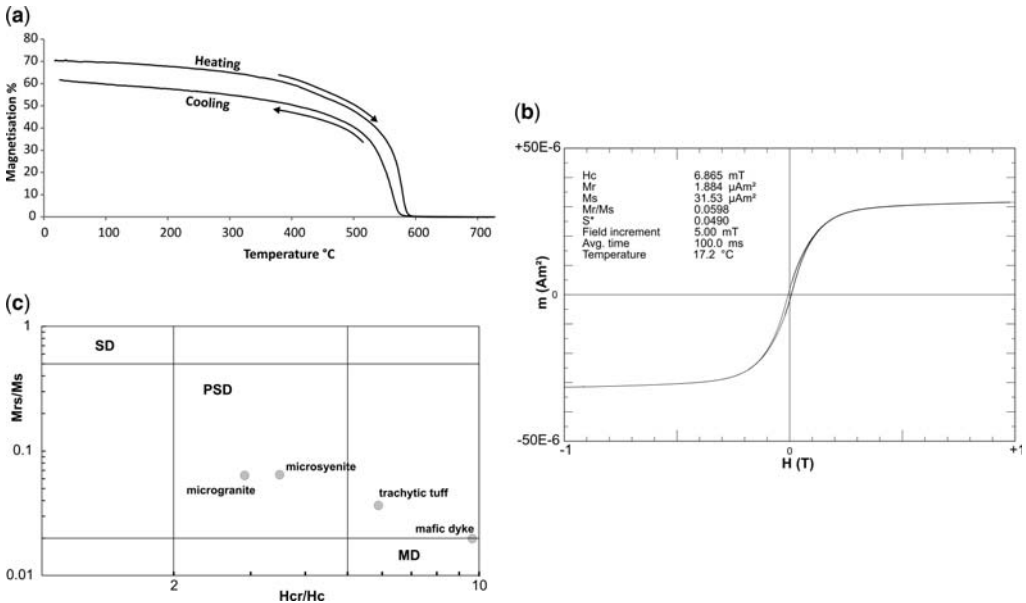 (a)
80
70
60
50
40
30
20
10
0
Magnetisation %
Heating
Cooling
0 100 200 300 400 500 600 700
Temperature °C
(b)
+50E-6
Hc 6.865 mT
Mr 1.884 µAm²
Ms 31.53 µAm²
Mr/Ms 0.0598
S* 0.0490
Field increment 5.00 mT
Avg. time 100.0 ms
Temperature 17.2 °C
m (Am²)
0
-50E-6
-1 0 +1
H (T)
(c)
1
SD
PSD
Mrs/Ms
0.1
microsyenite
microgranite
trachytic tuff
mafic dyke
MD
0.01
2 10
Hcr/Hc